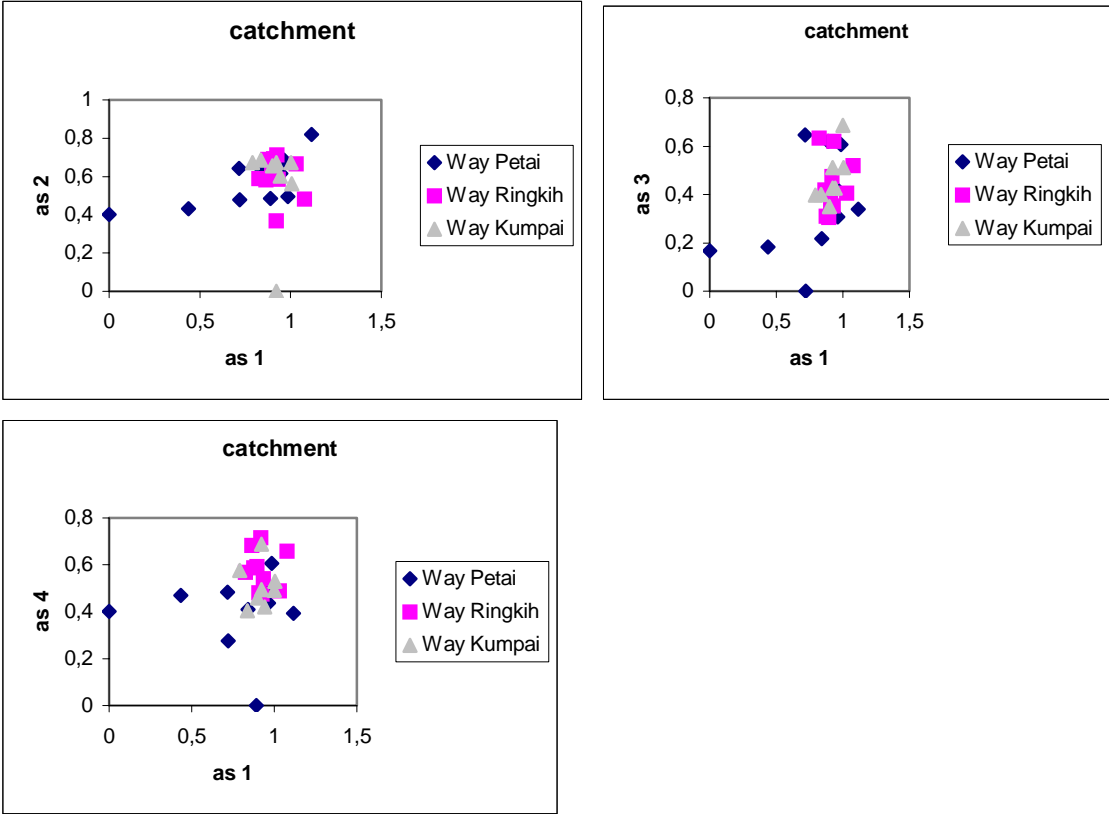 catchment
1
0,8
0,6
0,4
0,2
0
as 2
0 0,5 1 1,5
as 1
Way Petai
Way Ringkih
Way Kumpai
catchment
0,8
0,6
0,4
0,2
0
as 3
0 0,5 1 1,5
as 1
Way Petai
Way Ringkih
Way Kumpai
catchment
0,8
0,6
0,4
0,2
0
as 4
0 0,5 1 1,5
as 1
Way Petai
Way Ringkih
Way Kumpai